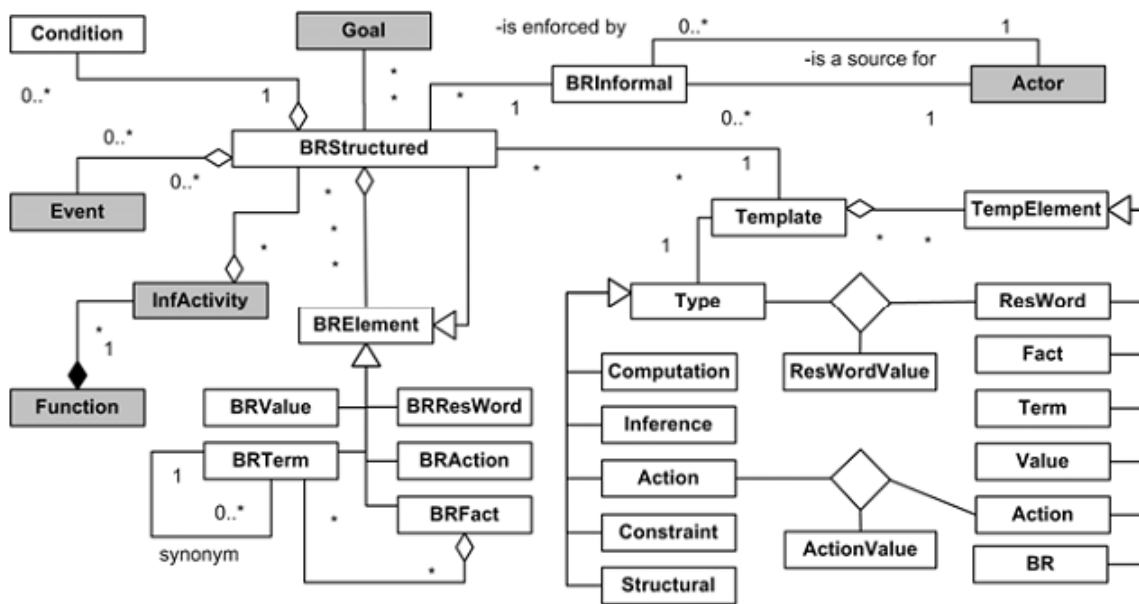 Condition
Goal
-is enforced by
0..*
1
-is a source for
BRInformal
Actor
0..*
1
*
*
*
1
0..*
1
0..*
BRStructured
0..*
*
1
*
Event
*
*
*
*
Template
TempElement
*
*
1
InfActivity
Type
ResWord
*
1
BRElement
Computation
ResWordValue
Fact
Function
BRValue
BRResWord
Inference
Term
BRTerm
BRAction
Action
Value
1
0..*
*
BRFact
Constraint
ActionValue
Action
synonym
*
Structural
BR